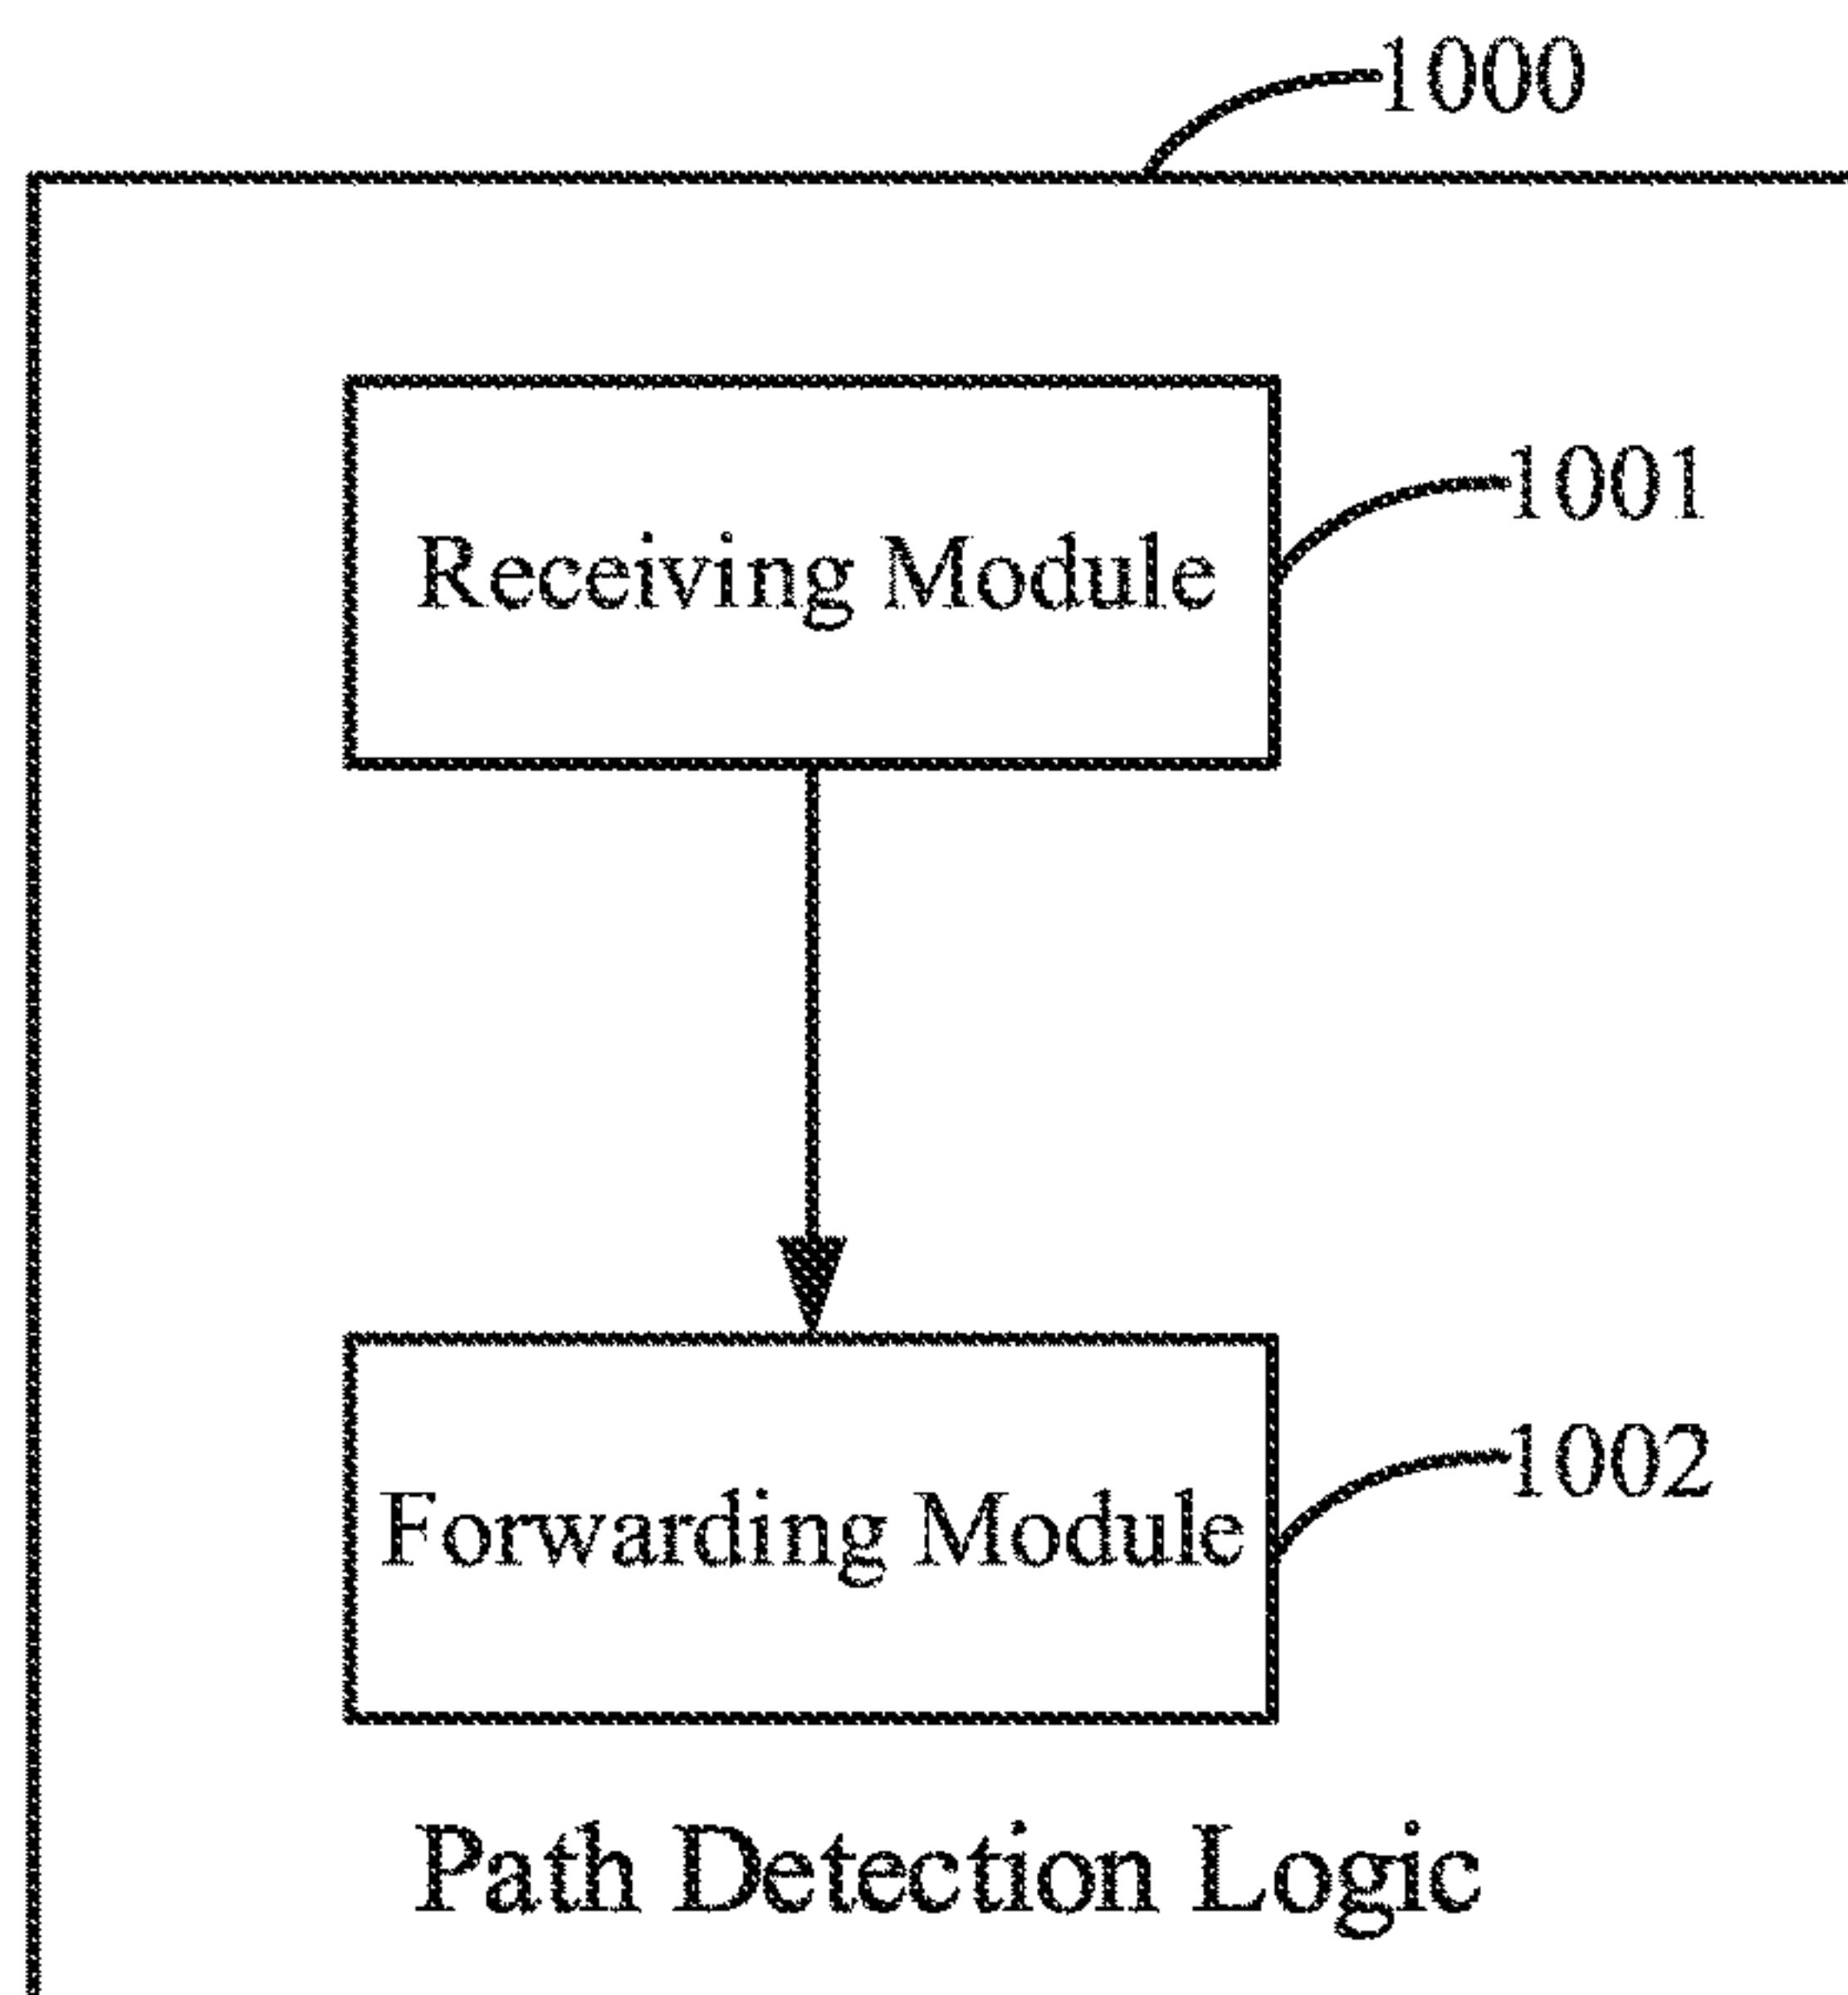 1000
1001
Receiving Module
1002
Forwarding Module
Path Detection Logic